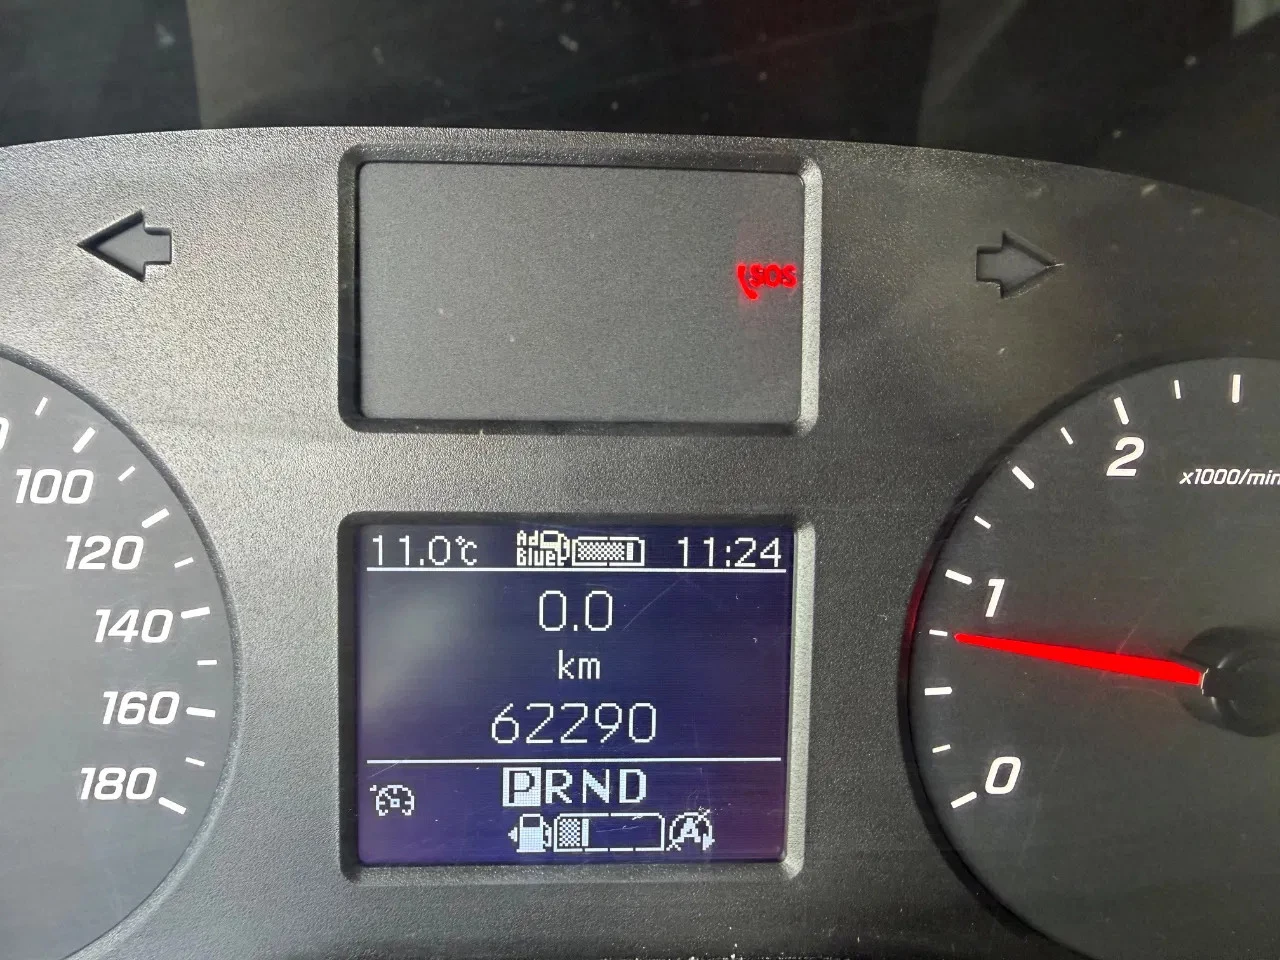 SOS
100
120
140
160
180
11.0°C
Ad
Blue
11:24
0.0
km
62290
PRND
A
2
x1000/min
1
0